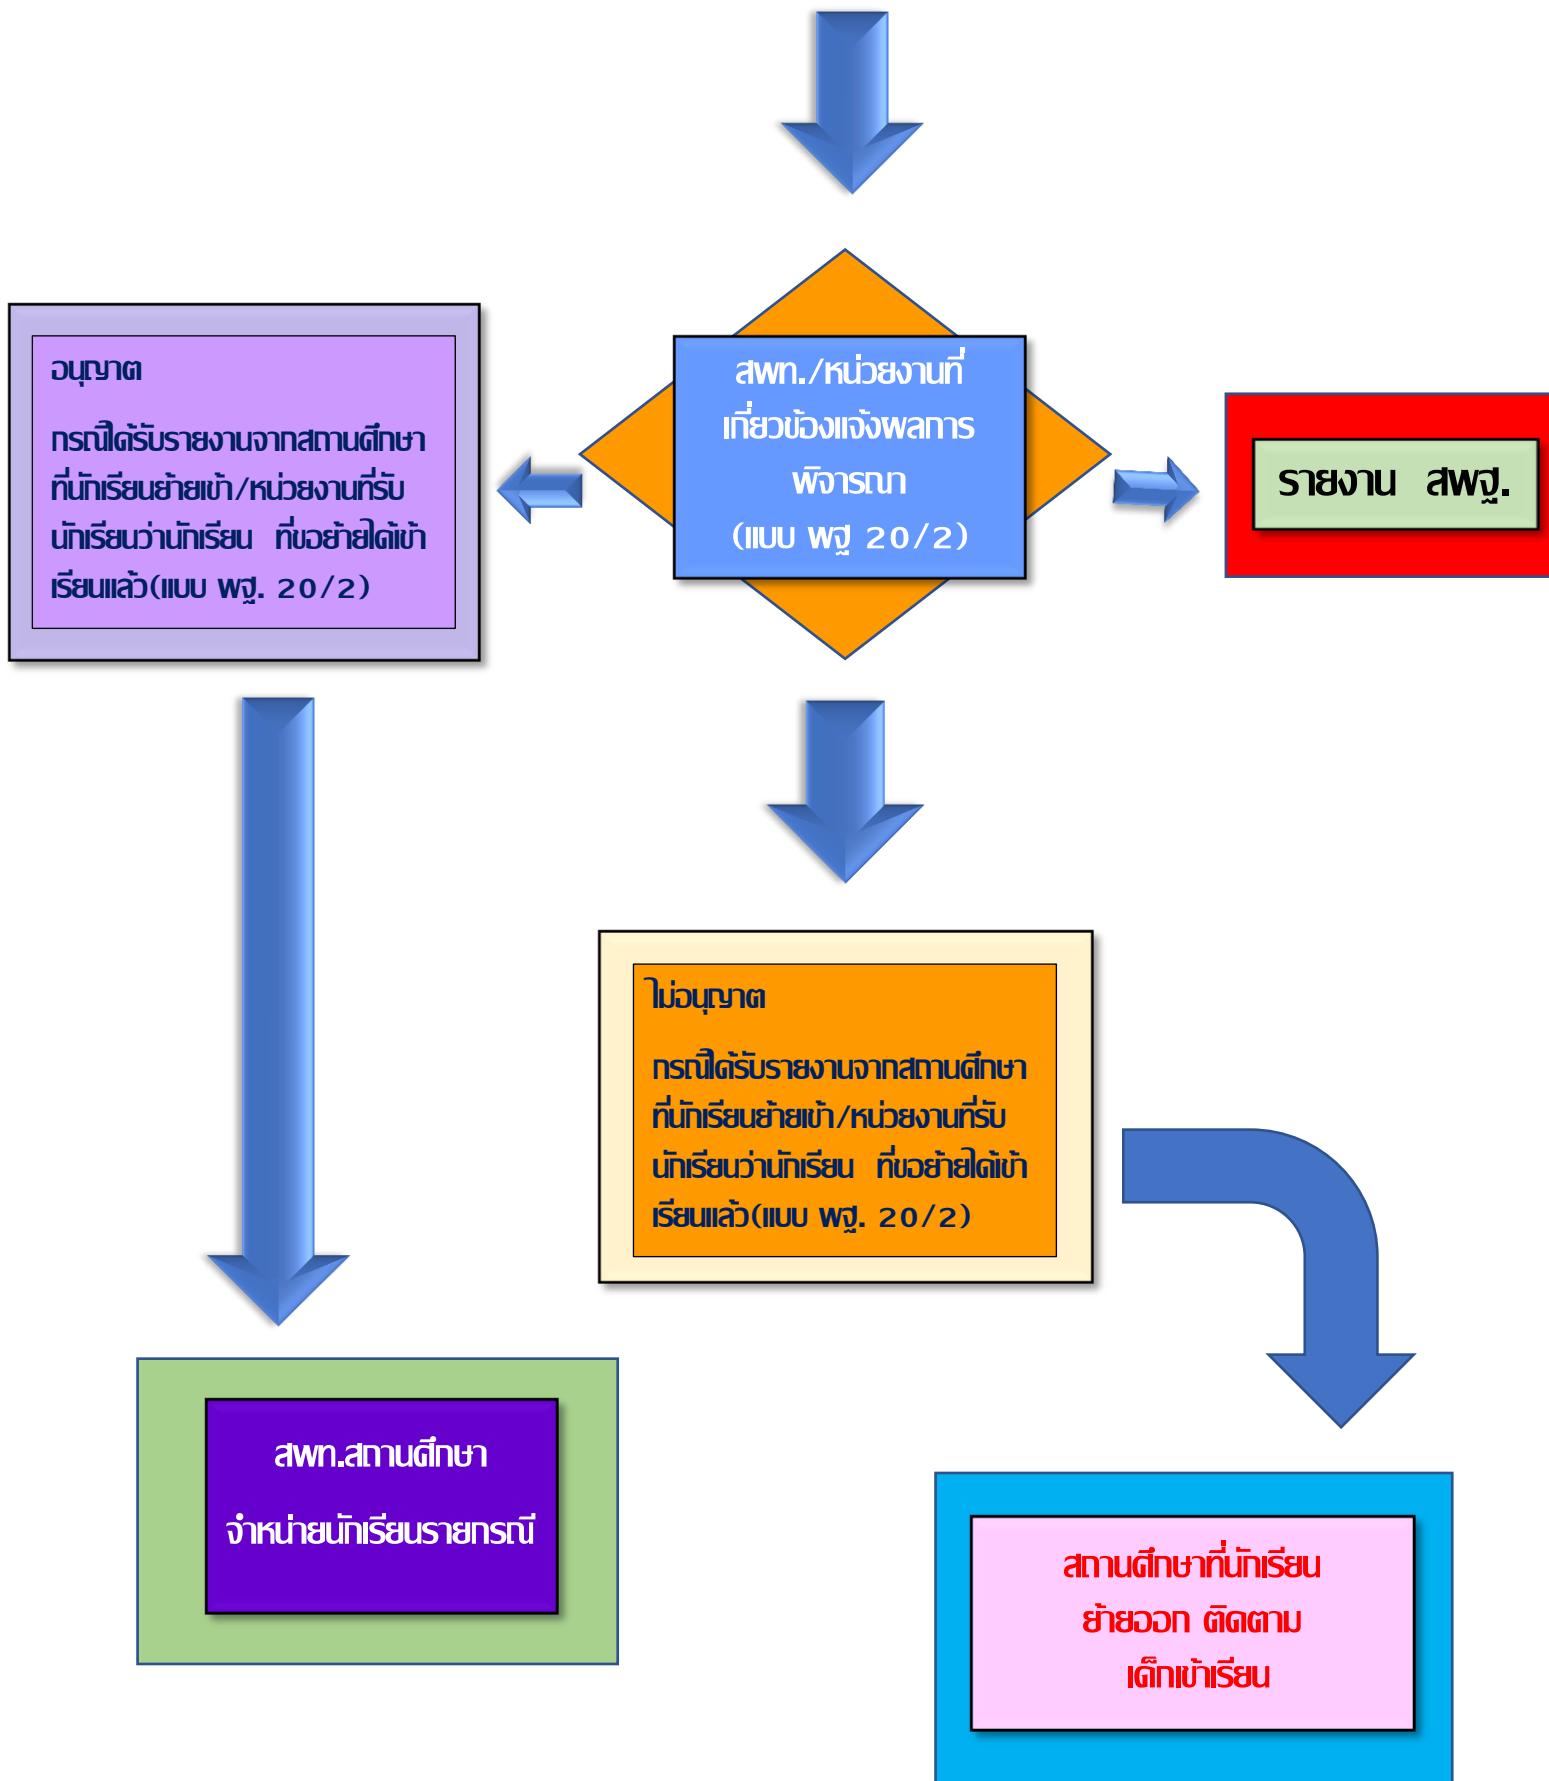 อนุญาต
กรณีได้รับรายงานจากสถานศึกษา
ที่นักเรียนย้ายเข้า/หน่วยงานที่รับ
นักเรียนว่านักเรียน ที่ขอย้ายได้เข้า
เรียนแล้ว(แบบ พฐ. 20/2)
สพท./หน่วยงานที่
เกี่ยวข้องแจ้งผลการ
พิจารณา
(แบบ พฐ 20/2)
รายงาน สพฐ.
ไม่อนุญาต
กรณีได้รับรายงานจากสถานศึกษา
ที่นักเรียนย้ายเข้า/หน่วยงานที่รับ
นักเรียนว่านักเรียน ที่ขอย้ายได้เข้า
เรียนแล้ว(แบบ พฐ. 20/2)
สพท.สถานศึกษา
จำหน่ายนักเรียนรายกรณี
สถานศึกษาที่นักเรียน
ย้ายออก ติดตาม
เด็กเข้าเรียน